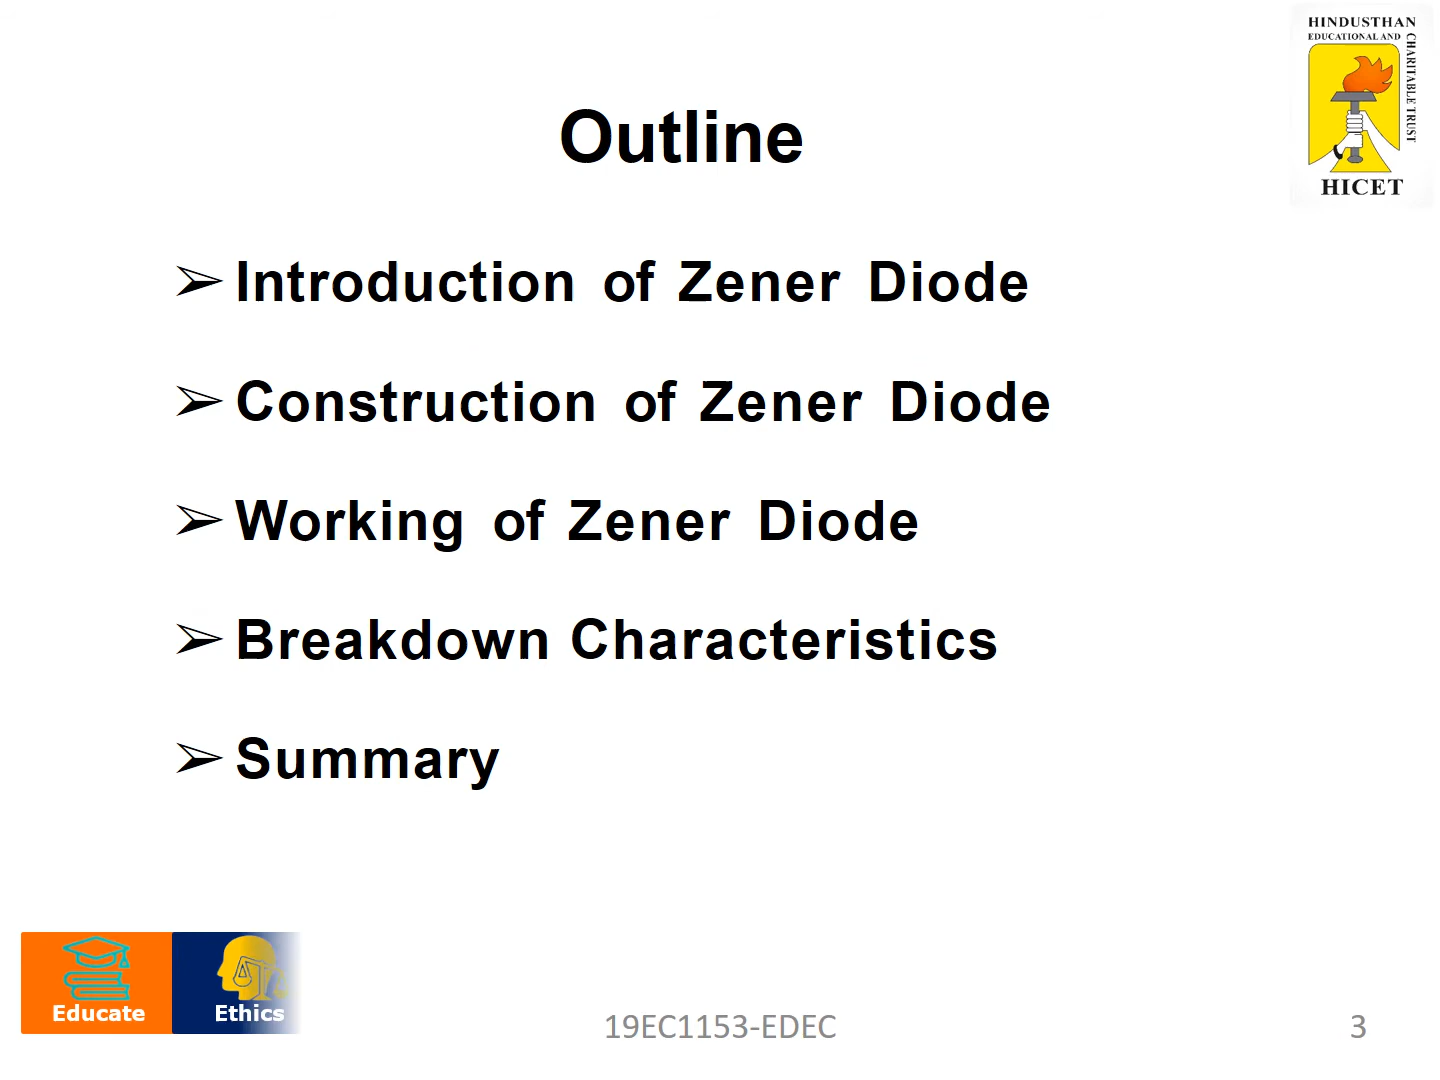 HINDUSTHAN
EDUCATIONAL AND
CHARITABLE TRUST
HICET
Outline
➢ Introduction of Zener Diode
➢ Construction of Zener Diode
➢ Working of Zener Diode
➢ Breakdown Characteristics
➢ Summary
Educate
Ethics
19EC1153-EDEC
3